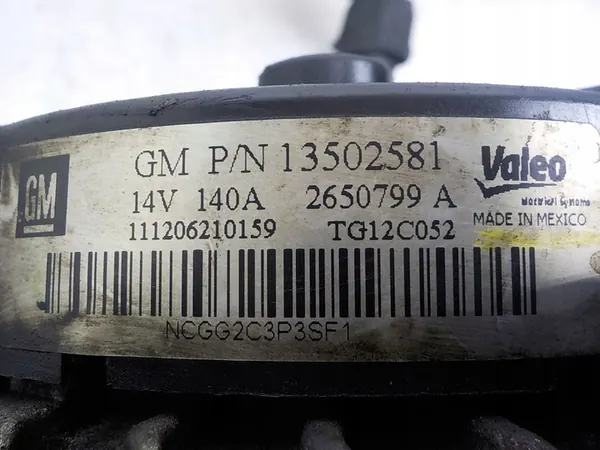 GM
GM P/N 13502581
Valeo
14V 140A 2650799 A
MADE IN MEXICO
111206210159 TG12C052
NCGG2C3P3SF1